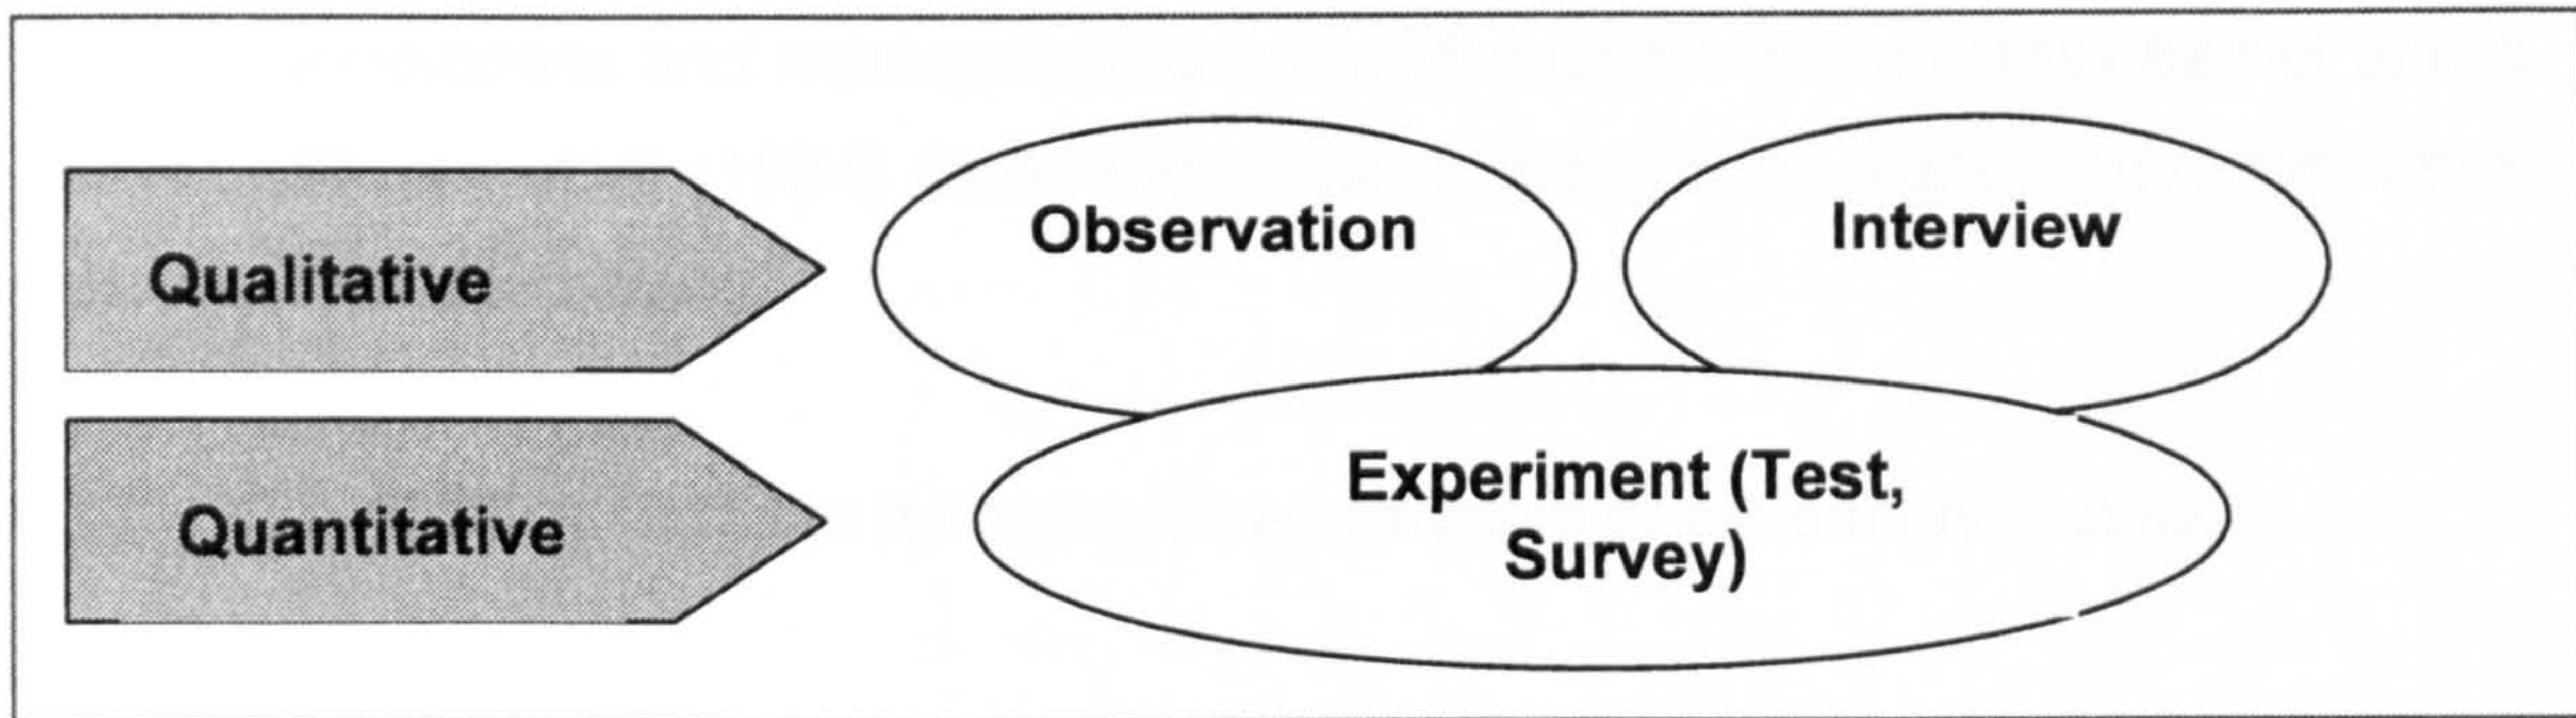 Qualitative
Observation
Interview
Quantitative
Experiment (Test,
Survey)